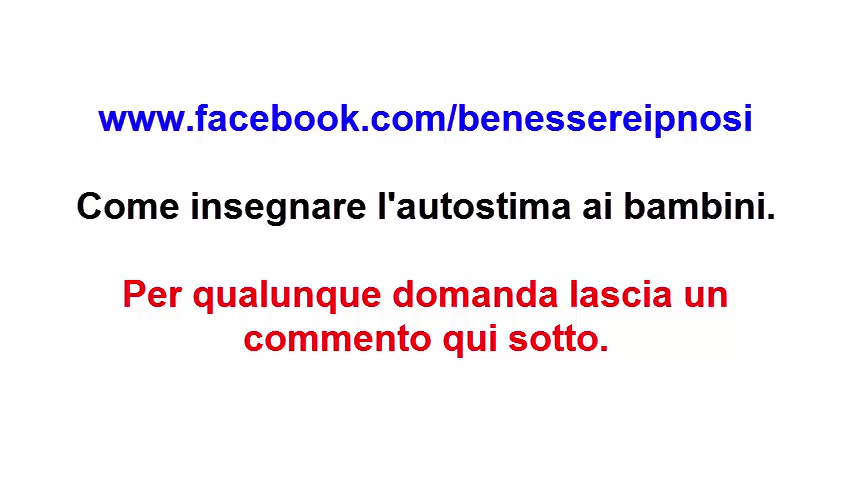 www.facebook.com/benessereipnosi
Come insegnare l'autostima ai bambini.
Per qualunque domanda lascia un
commento qui sotto.